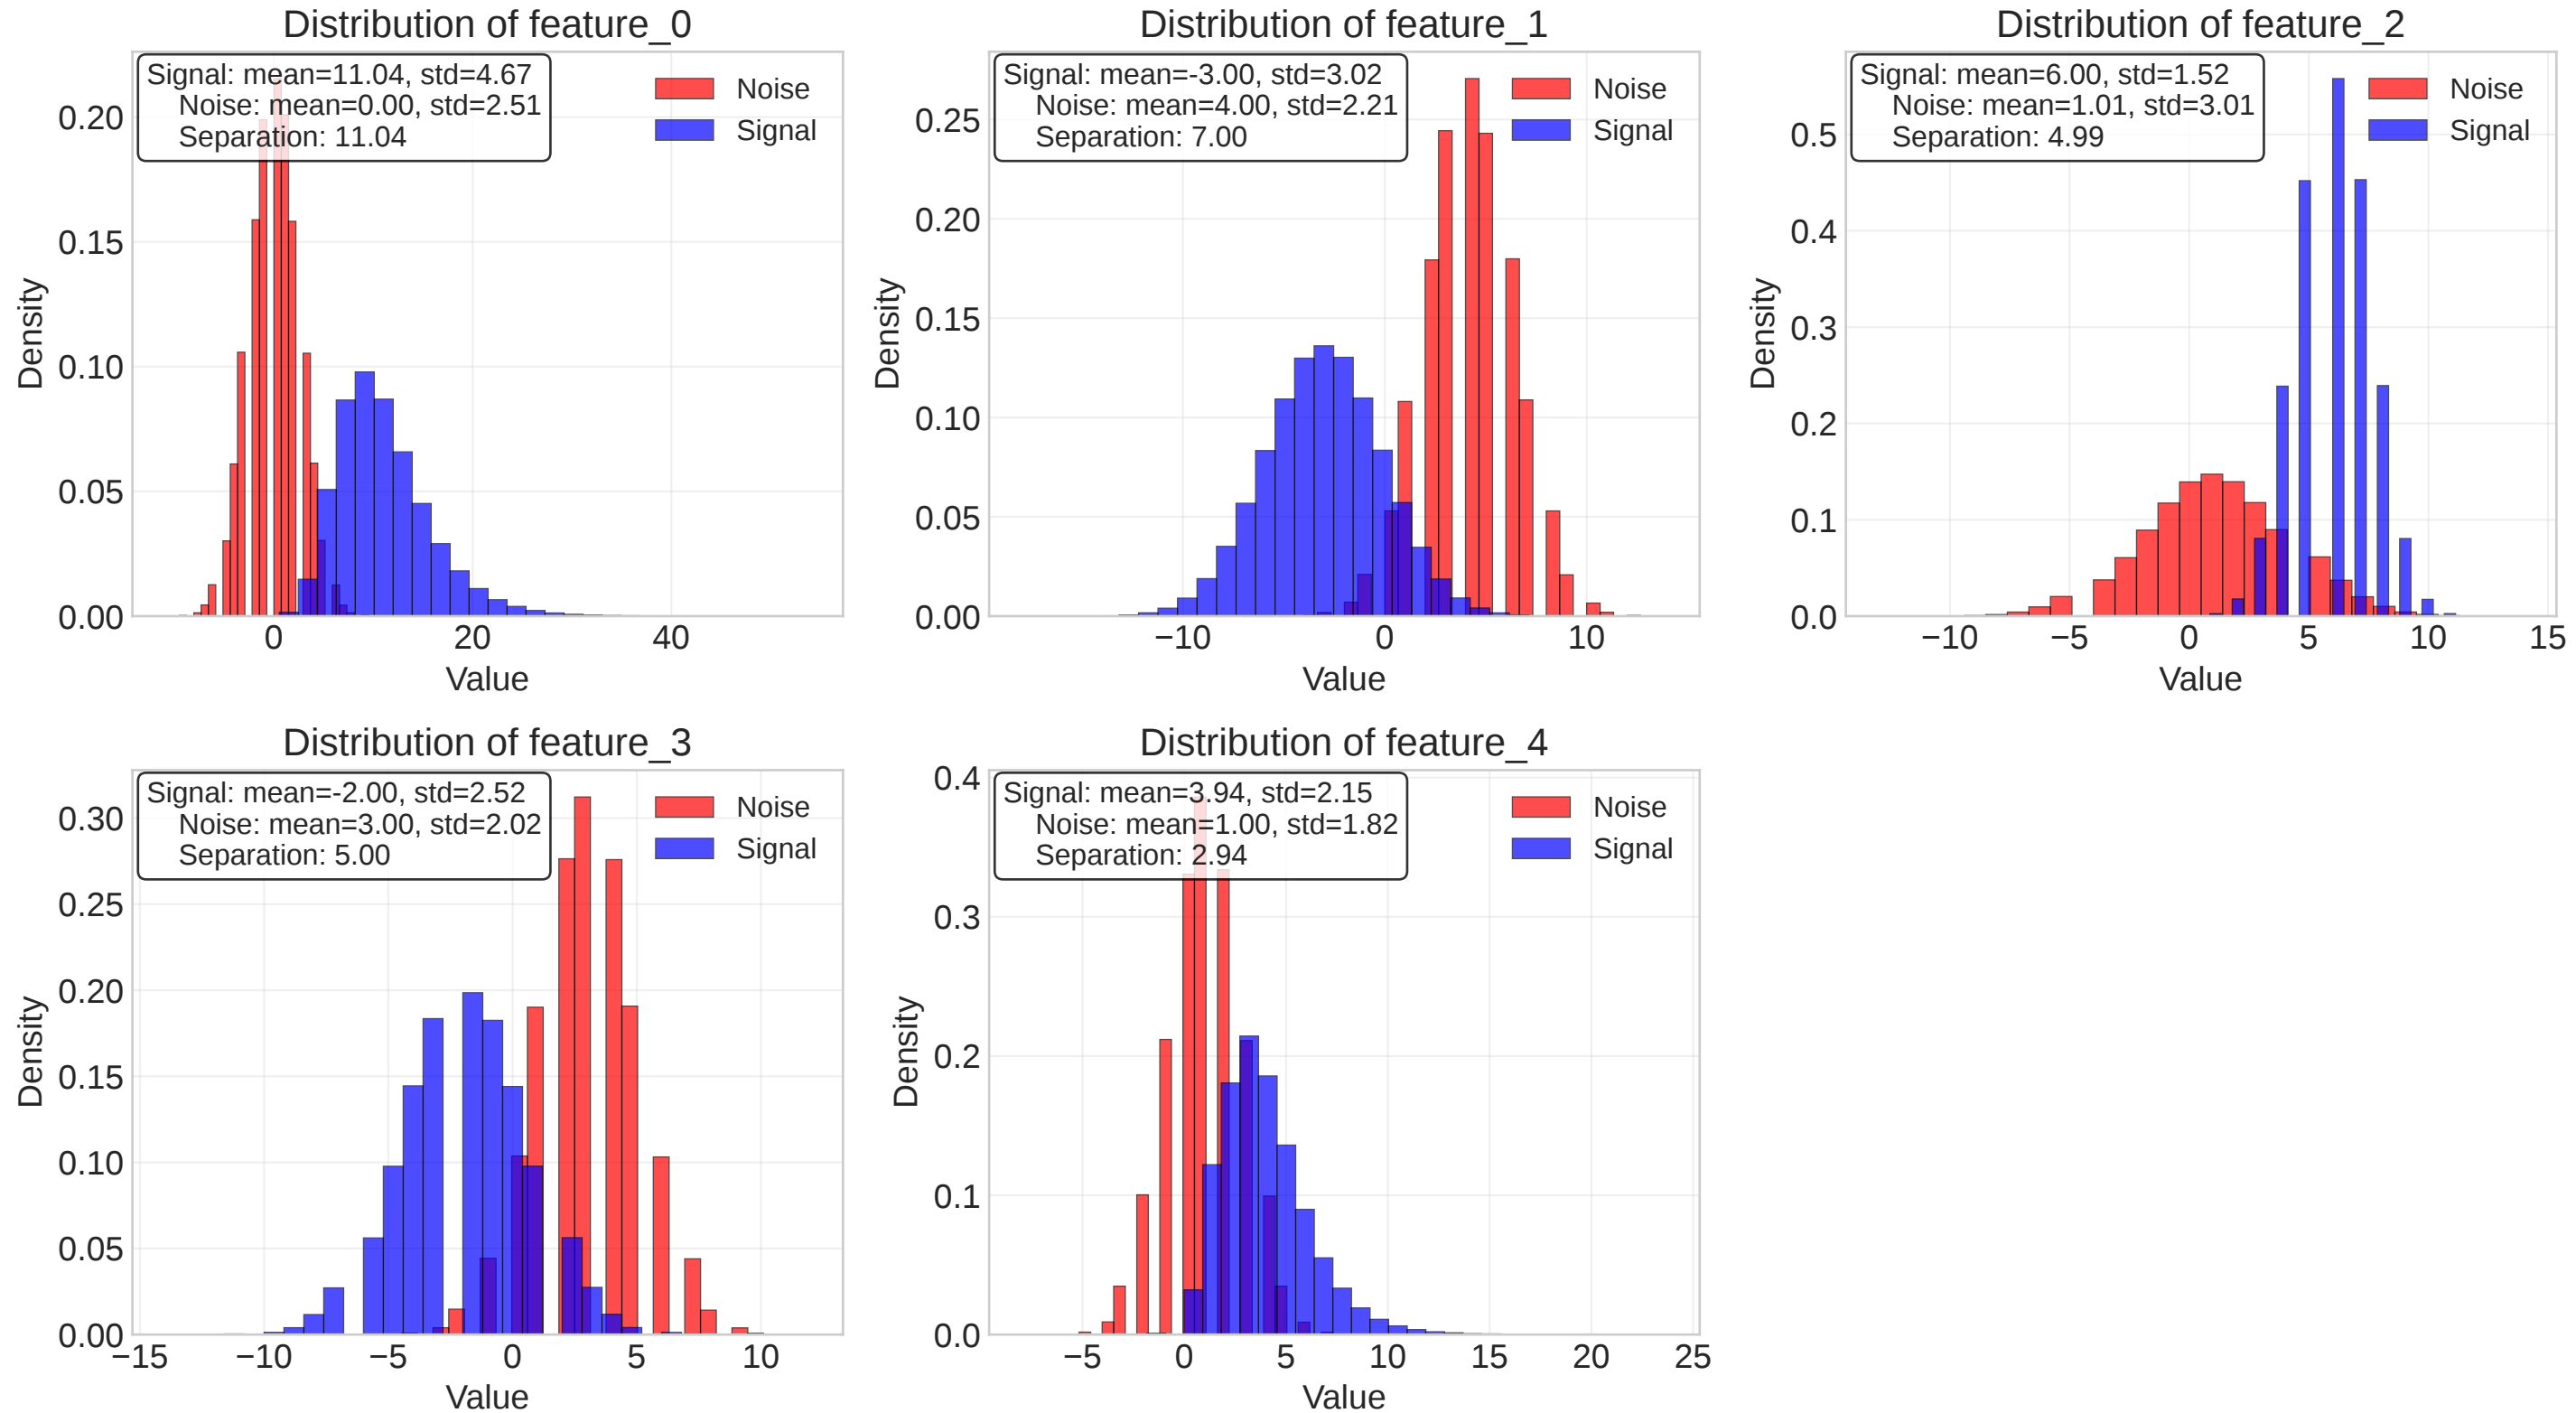 Distribution of feature_0
Signal: mean=11.04, std=4.67
Noise: mean=0.00, std=2.51
Separation: 11.04
Noise
Signal
0.20
0.15
0.10
0.05
0.00
Density
0
20
40
Value
Distribution of feature_1
Signal: mean=-3.00, std=3.02
Noise: mean=4.00, std=2.21
Separation: 7.00
Noise
Signal
0.25
0.20
0.15
0.10
0.05
0.00
Density
−10
0
10
Value
Distribution of feature_2
Signal: mean=6.00, std=1.52
Noise: mean=1.01, std=3.01
Separation: 4.99
Noise
Signal
0.5
0.4
0.3
0.2
0.1
0.0
Density
−10
−5
0
5
10
15
Value
Distribution of feature_3
Signal: mean=-2.00, std=2.52
Noise: mean=3.00, std=2.02
Separation: 5.00
Noise
Signal
0.30
0.25
0.20
0.15
0.10
0.05
0.00
Density
−15
−10
−5
0
5
10
Value
Distribution of feature_4
Signal: mean=3.94, std=2.15
Noise: mean=1.00, std=1.82
Separation: 2.94
Noise
Signal
0.4
0.3
0.2
0.1
0.0
Density
−5
0
5
10
15
20
25
Value